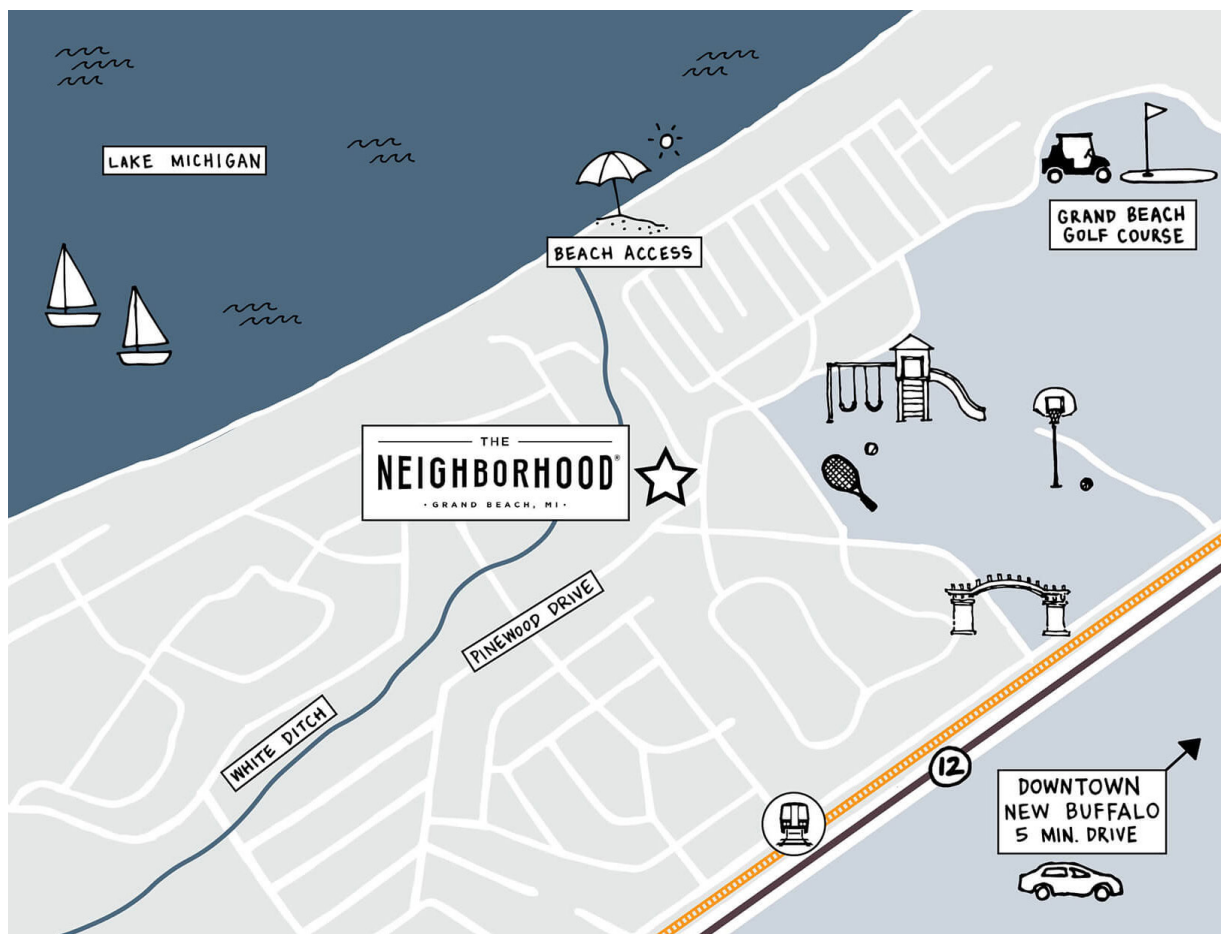 LAKE MICHIGAN
BEACH ACCESS
GRAND BEACH
GOLF COURSE
THE
NEIGHBORHOOD®
· GRAND BEACH, MI ·
PINEWOOD DRIVE
WHITE DITCH
12
DOWNTOWN
NEW BUFFALO
5 MIN. DRIVE